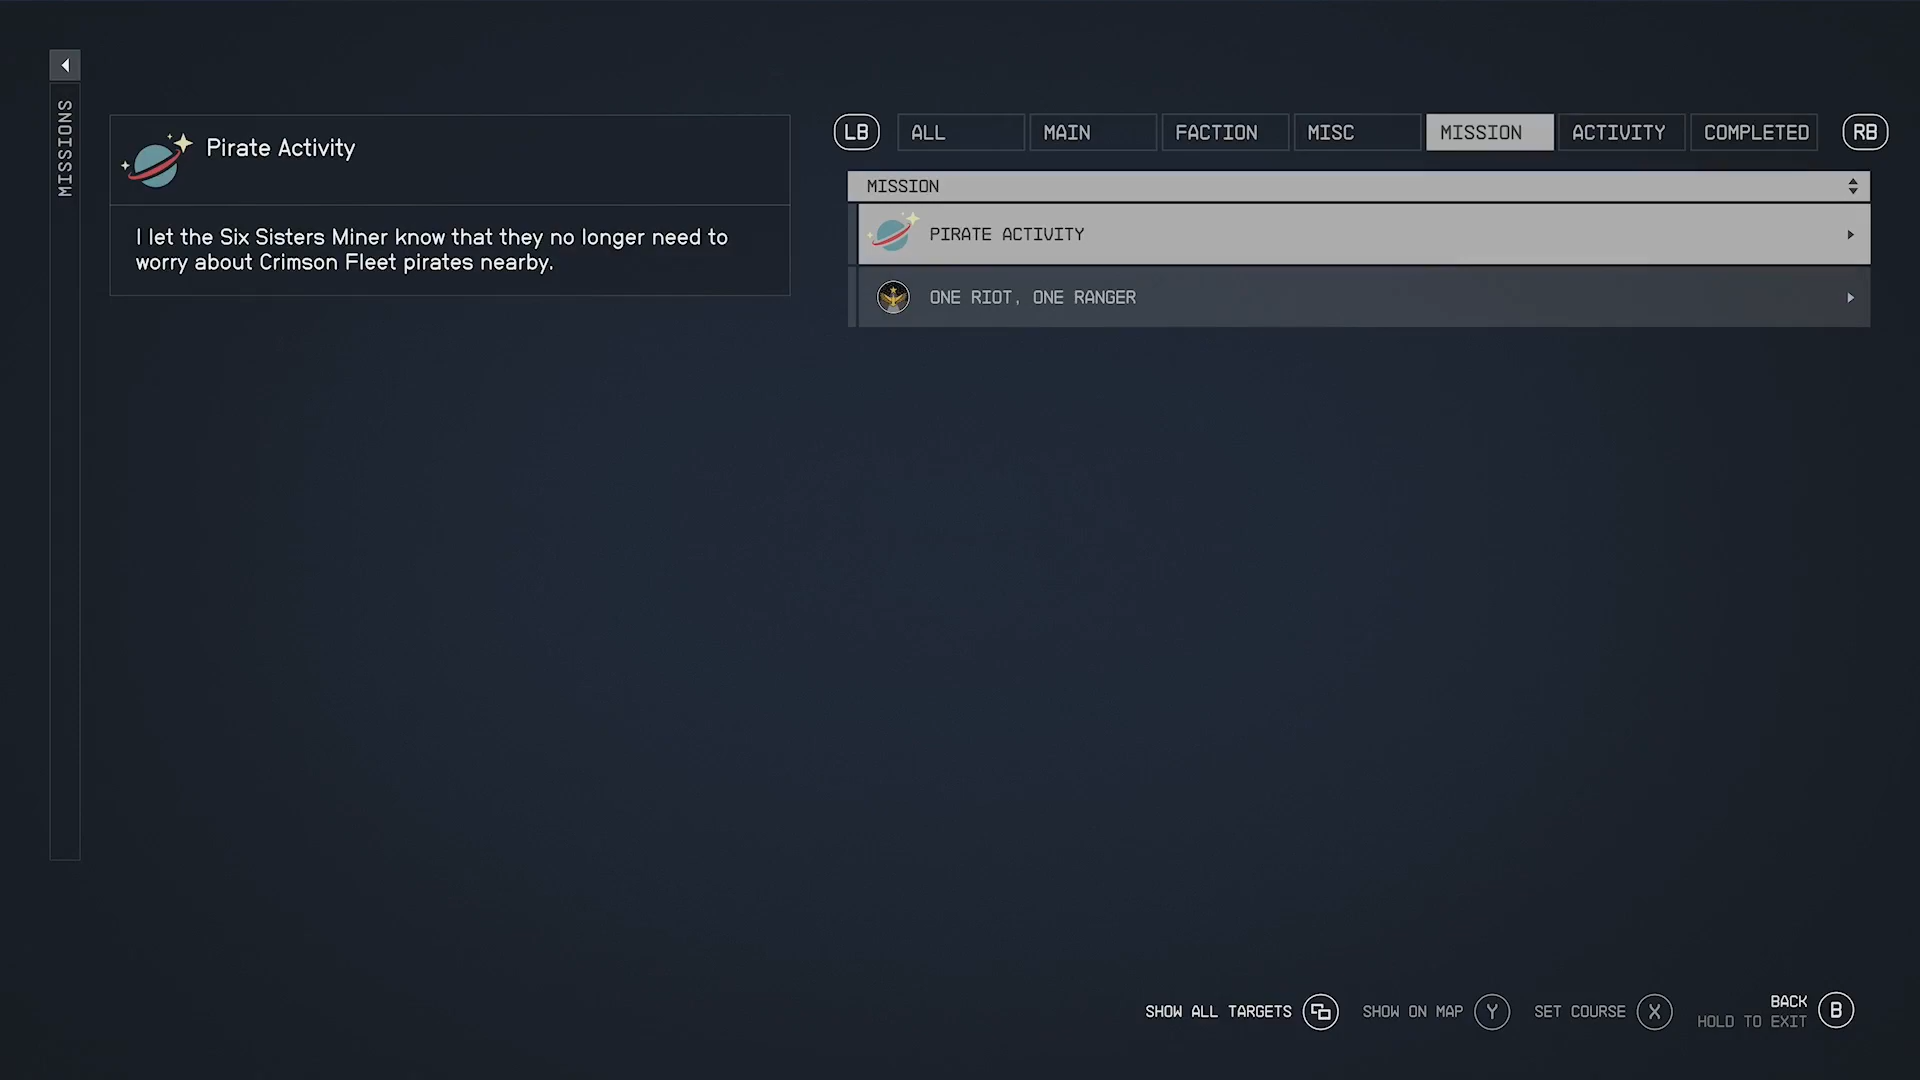 MISSIONS
Pirate Activity
I let the Six Sisters Miner know that they no longer need to
worry about Crimson Fleet pirates nearby.
LB ALL MAIN FACTION MISC MISSION ACTIVITY COMPLETED RB
MISSION
PIRATE ACTIVITY
ONE RIOT, ONE RANGER
SHOW ALL TARGETS SHOW ON MAP Y SET COURSE X BACK B
HOLD TO EXIT